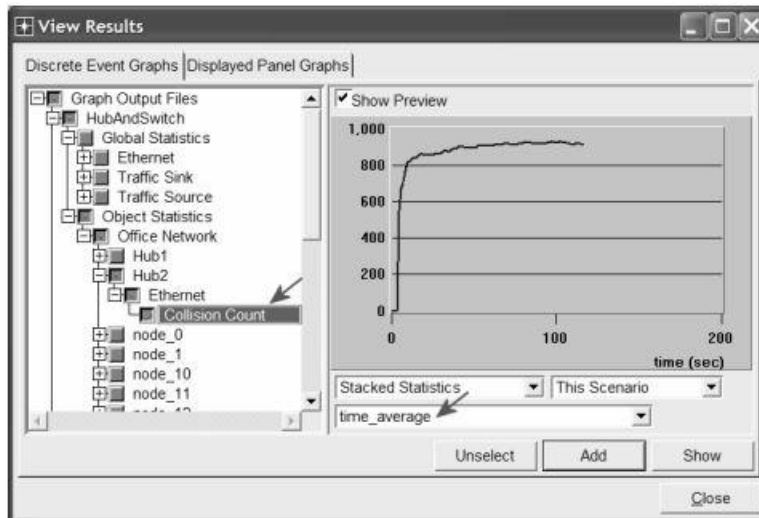 View Results
Discrete Event Graphs Displayed Panel Graphs
Graph Output Files
HubAndSwitch
Global Statistics
Ethernet
Traffic Sink
Traffic Source
Object Statistics
Office Network
Hub1
Hub2
Ethernet
Collision Count
node_0
node_1
node_10
node_11
Show Preview
1,000
800
600
400
200
0
0 100 200
time (sec)
Stacked Statistics This Scenario
time_average
Unselect Add Show
Close